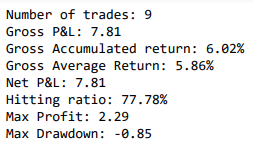 Number of trades: 9
Gross P&L: 7.81
Gross Accumulated return: 6.02%
Gross Average Return: 5.86%
Net P&L: 7.81
Hitting ratio: 77.78%
Max Profit: 2.29
Max Drawdown: -0.85